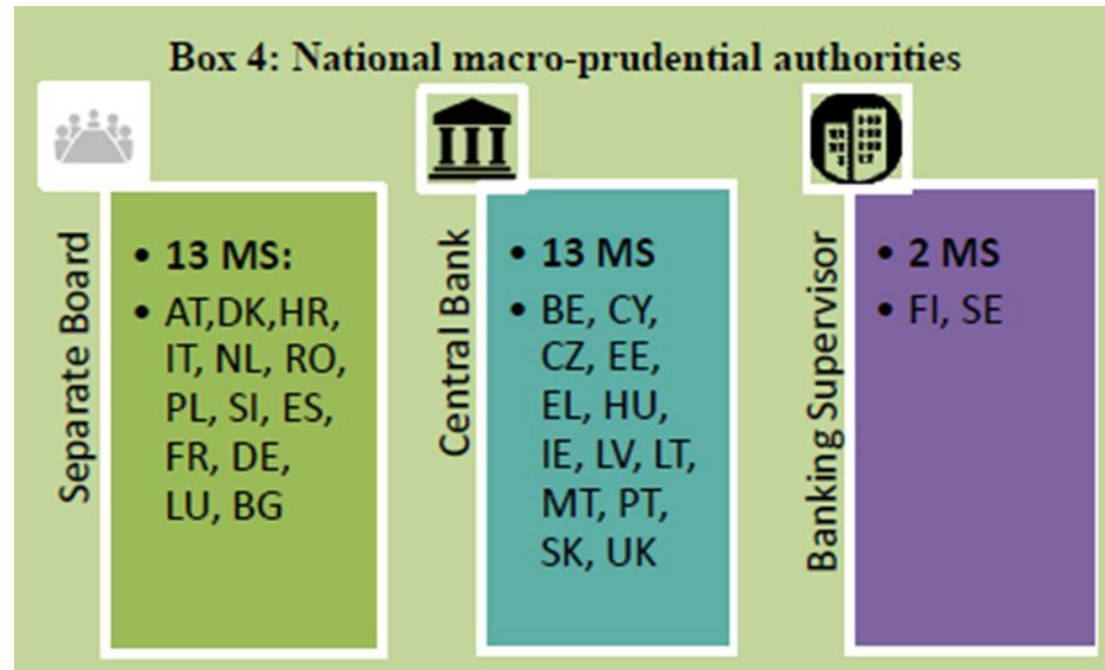 Box 4: National macro-prudential authorities
Separate Board
• 13 MS:
• AT,DK,HR,
IT, NL, RO,
PL, SI, ES,
FR, DE,
LU, BG
Central Bank
• 13 MS
• BE, CY,
CZ, EE,
EL, HU,
IE, LV, LT,
MT, PT,
SK, UK
Banking Supervisor
• 2 MS
• FI, SE